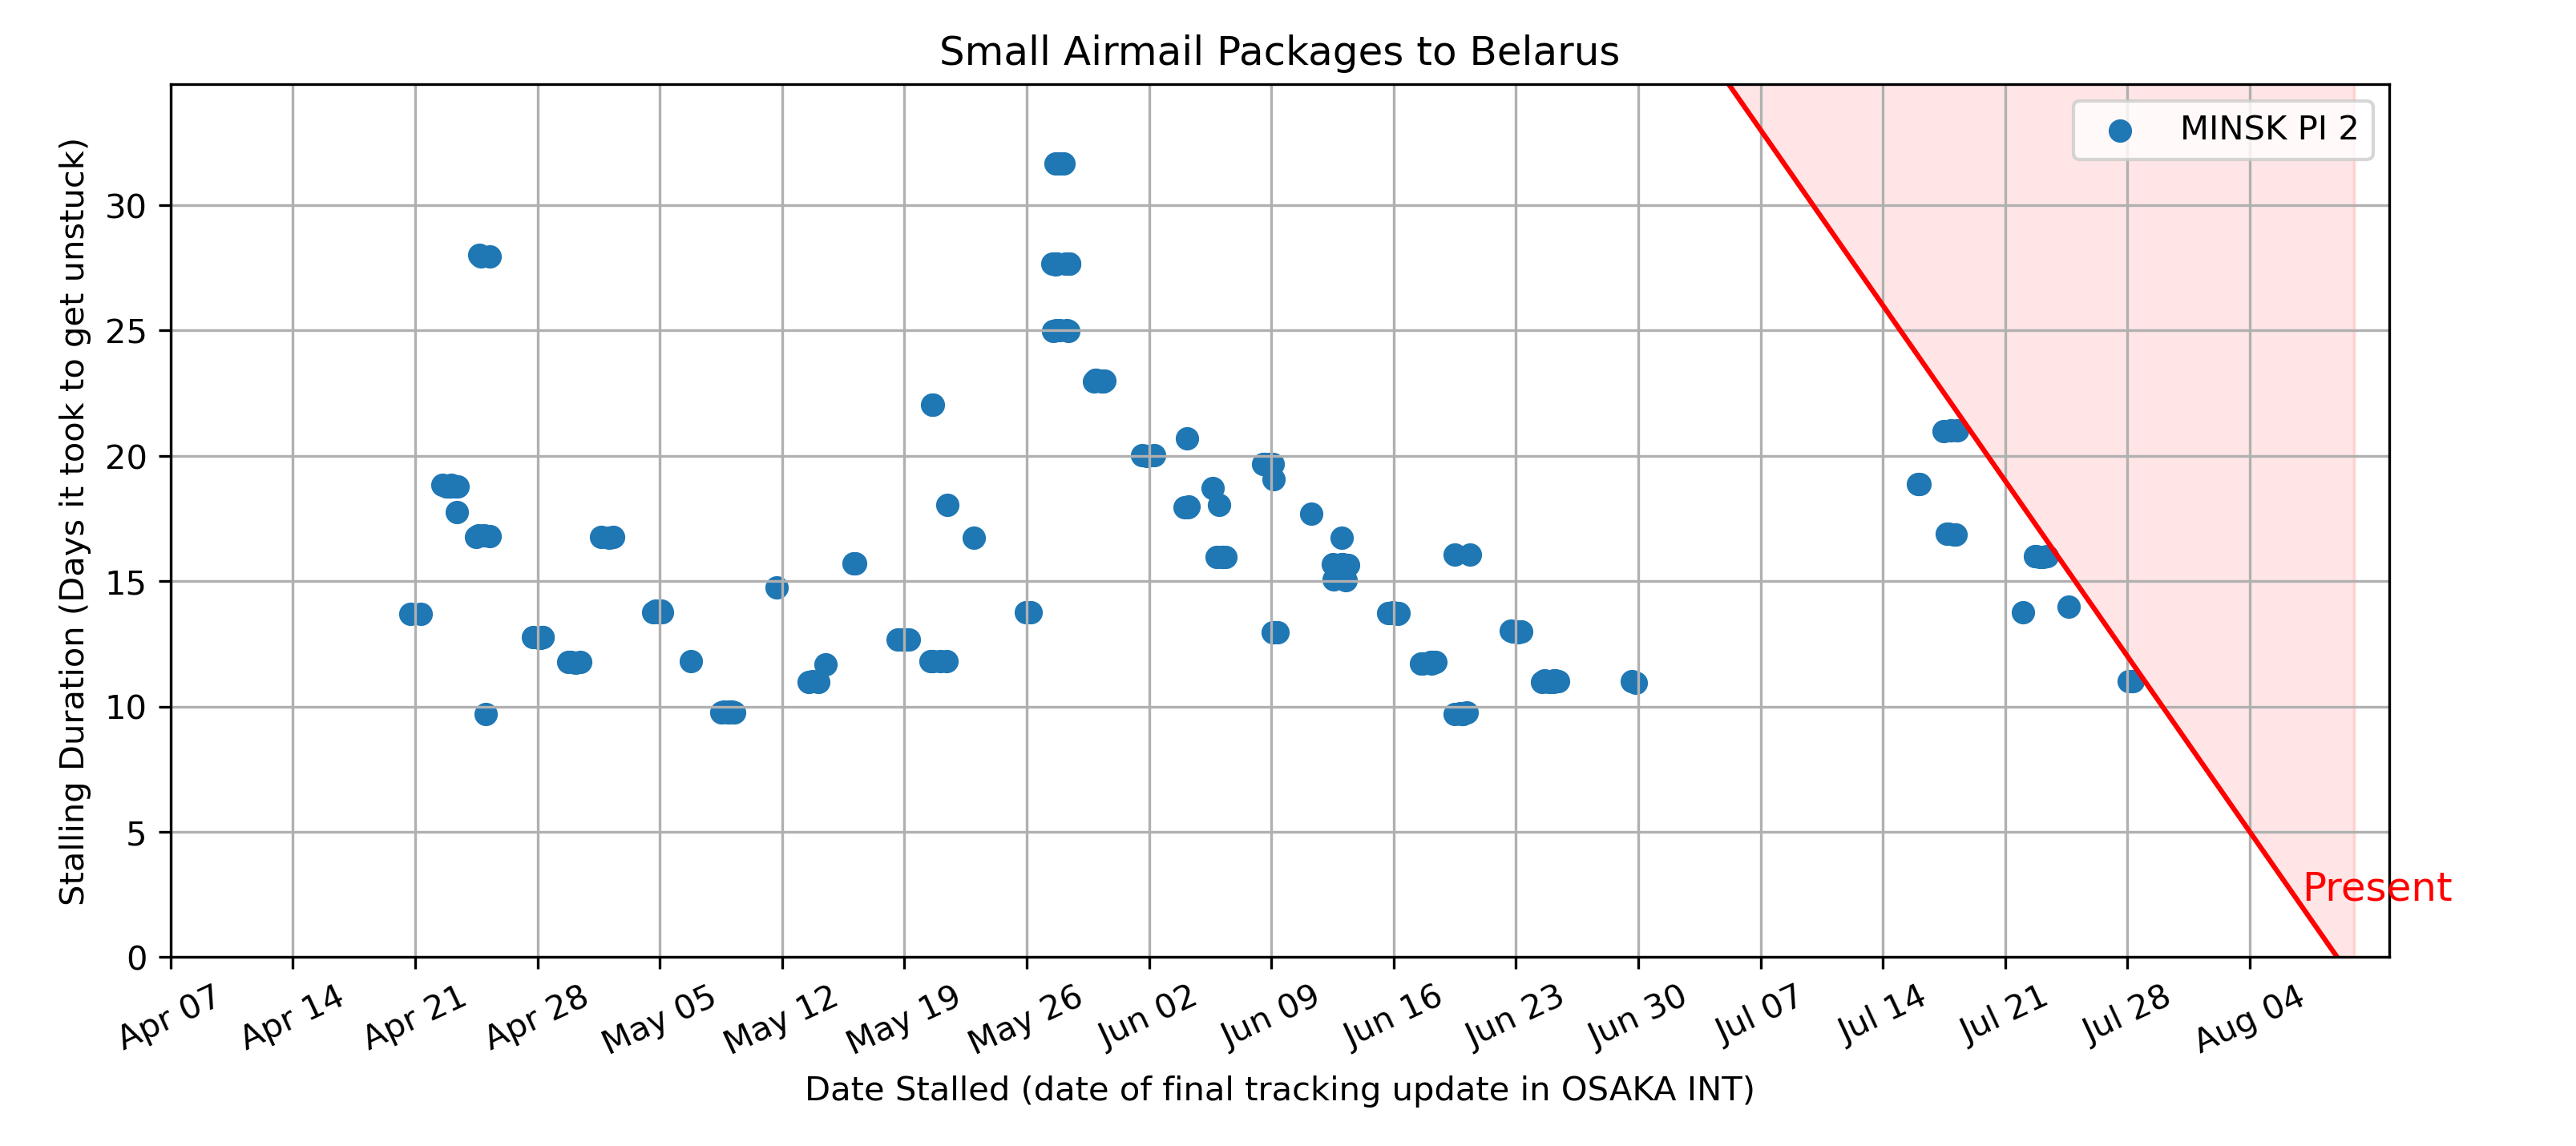 Small Airmail Packages to Belarus
MINSK PI 2
Stalling Duration (Days it took to get unstuck)
30
25
20
15
10
5
0
Present
Apr 07
Apr 14
Apr 21
Apr 28
May 05
May 12
May 19
May 26
Jun 02
Jun 09
Jun 16
Jun 23
Jun 30
Jul 07
Jul 14
Jul 21
Jul 28
Aug 04
Date Stalled (date of final tracking update in OSAKA INT)